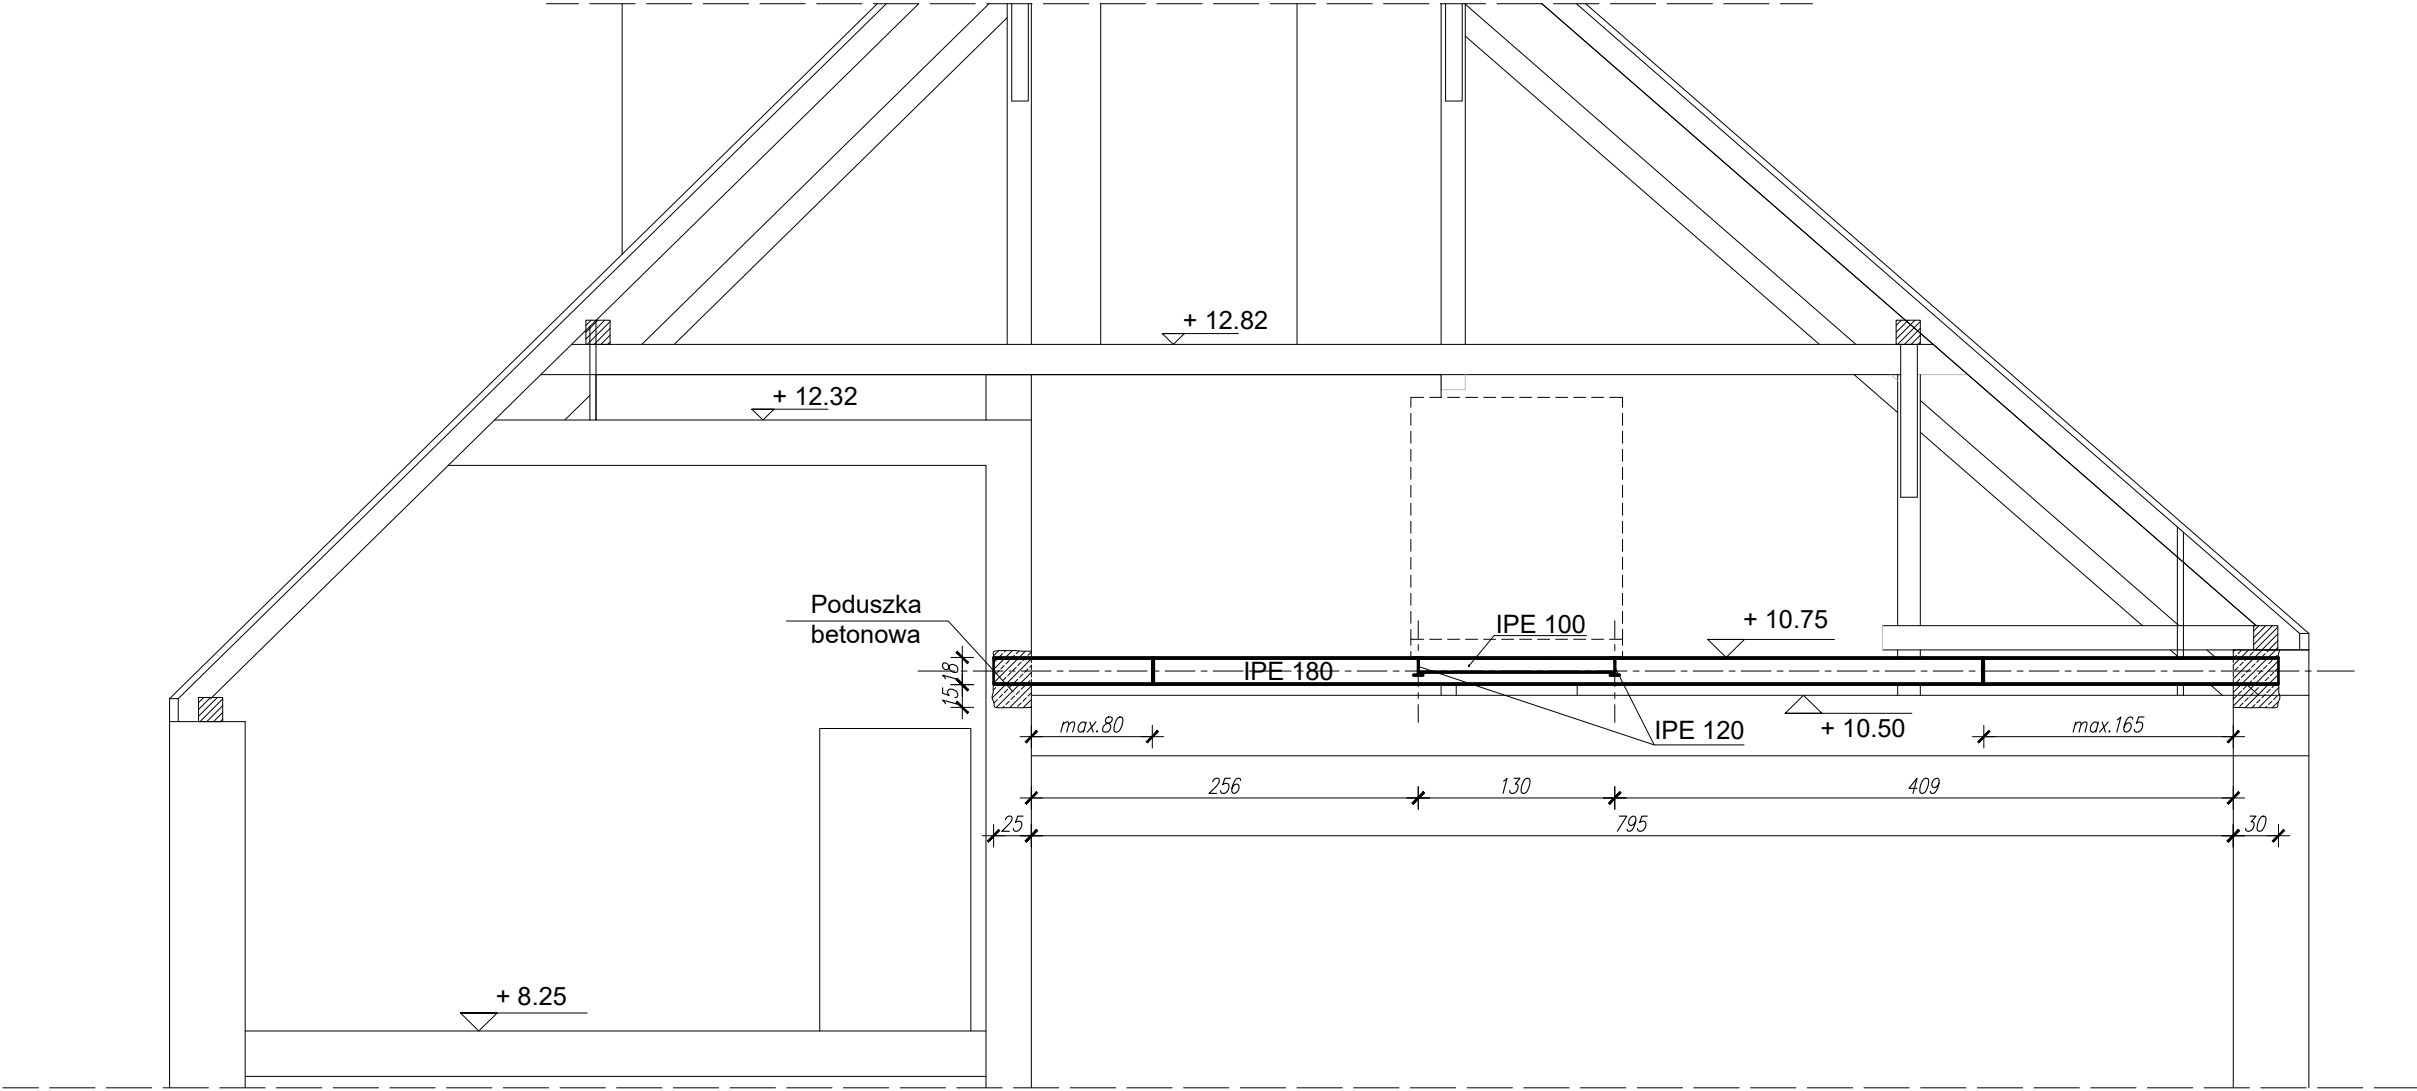 + 12.82
+ 12.32
Poduszka
betonowa
IPE 100
+ 10.75
18
15
IPE 180
IPE 120
+ 10.50
max.80
max.165
256
130
409
25
795
30
+ 8.25